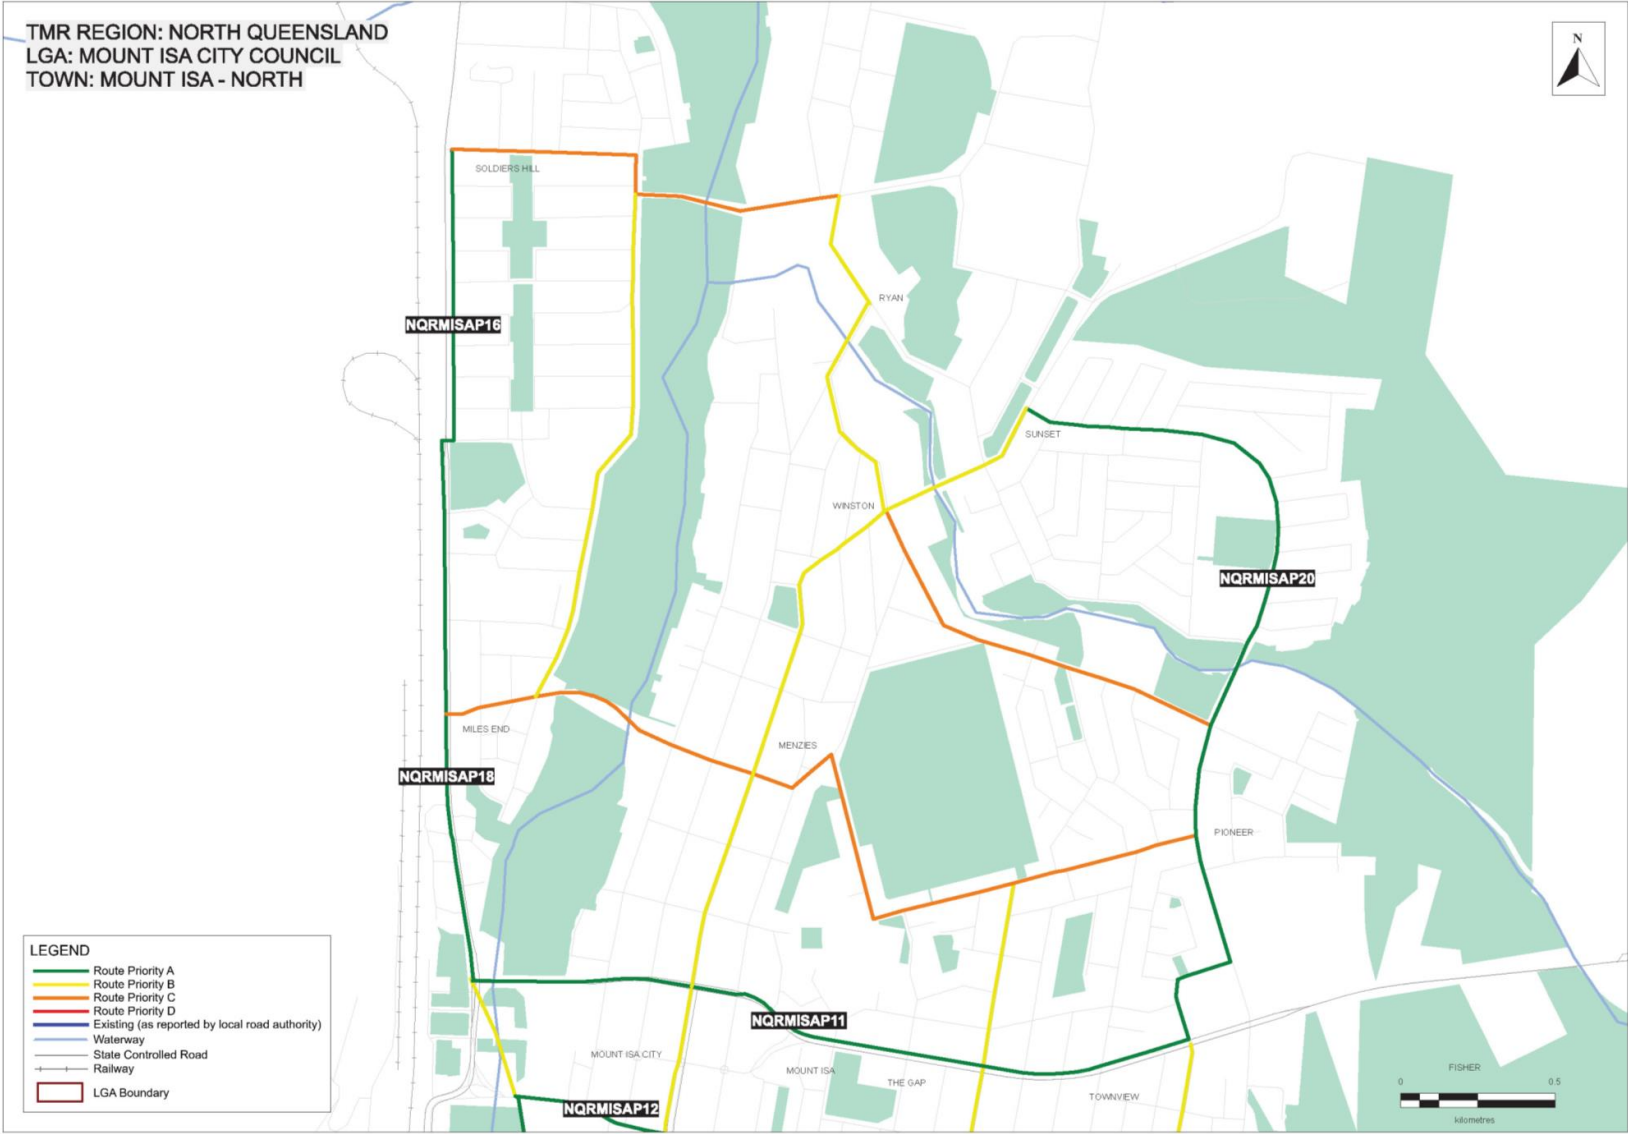 TMR REGION: NORTH QUEENSLAND
LGA: MOUNT ISA CITY COUNCIL
TOWN: MOUNT ISA - NORTH
N
SOLDIERS HILL
RYAN
NQRMISAP16
SUNSET
WINSTON
NQRMISAP20
MILES END
MENZIES
NQRMISAP18
PIONEER
NQRMISAP11
MOUNT ISA CITY
MOUNT ISA
THE GAP
TOWNVIEW
NQRMISAP12
FISHER
0 0.5
kilometres
LEGEND
Route Priority A
Route Priority B
Route Priority C
Route Priority D
Existing (as reported by local road authority)
Waterway
State Controlled Road
Railway
LGA Boundary